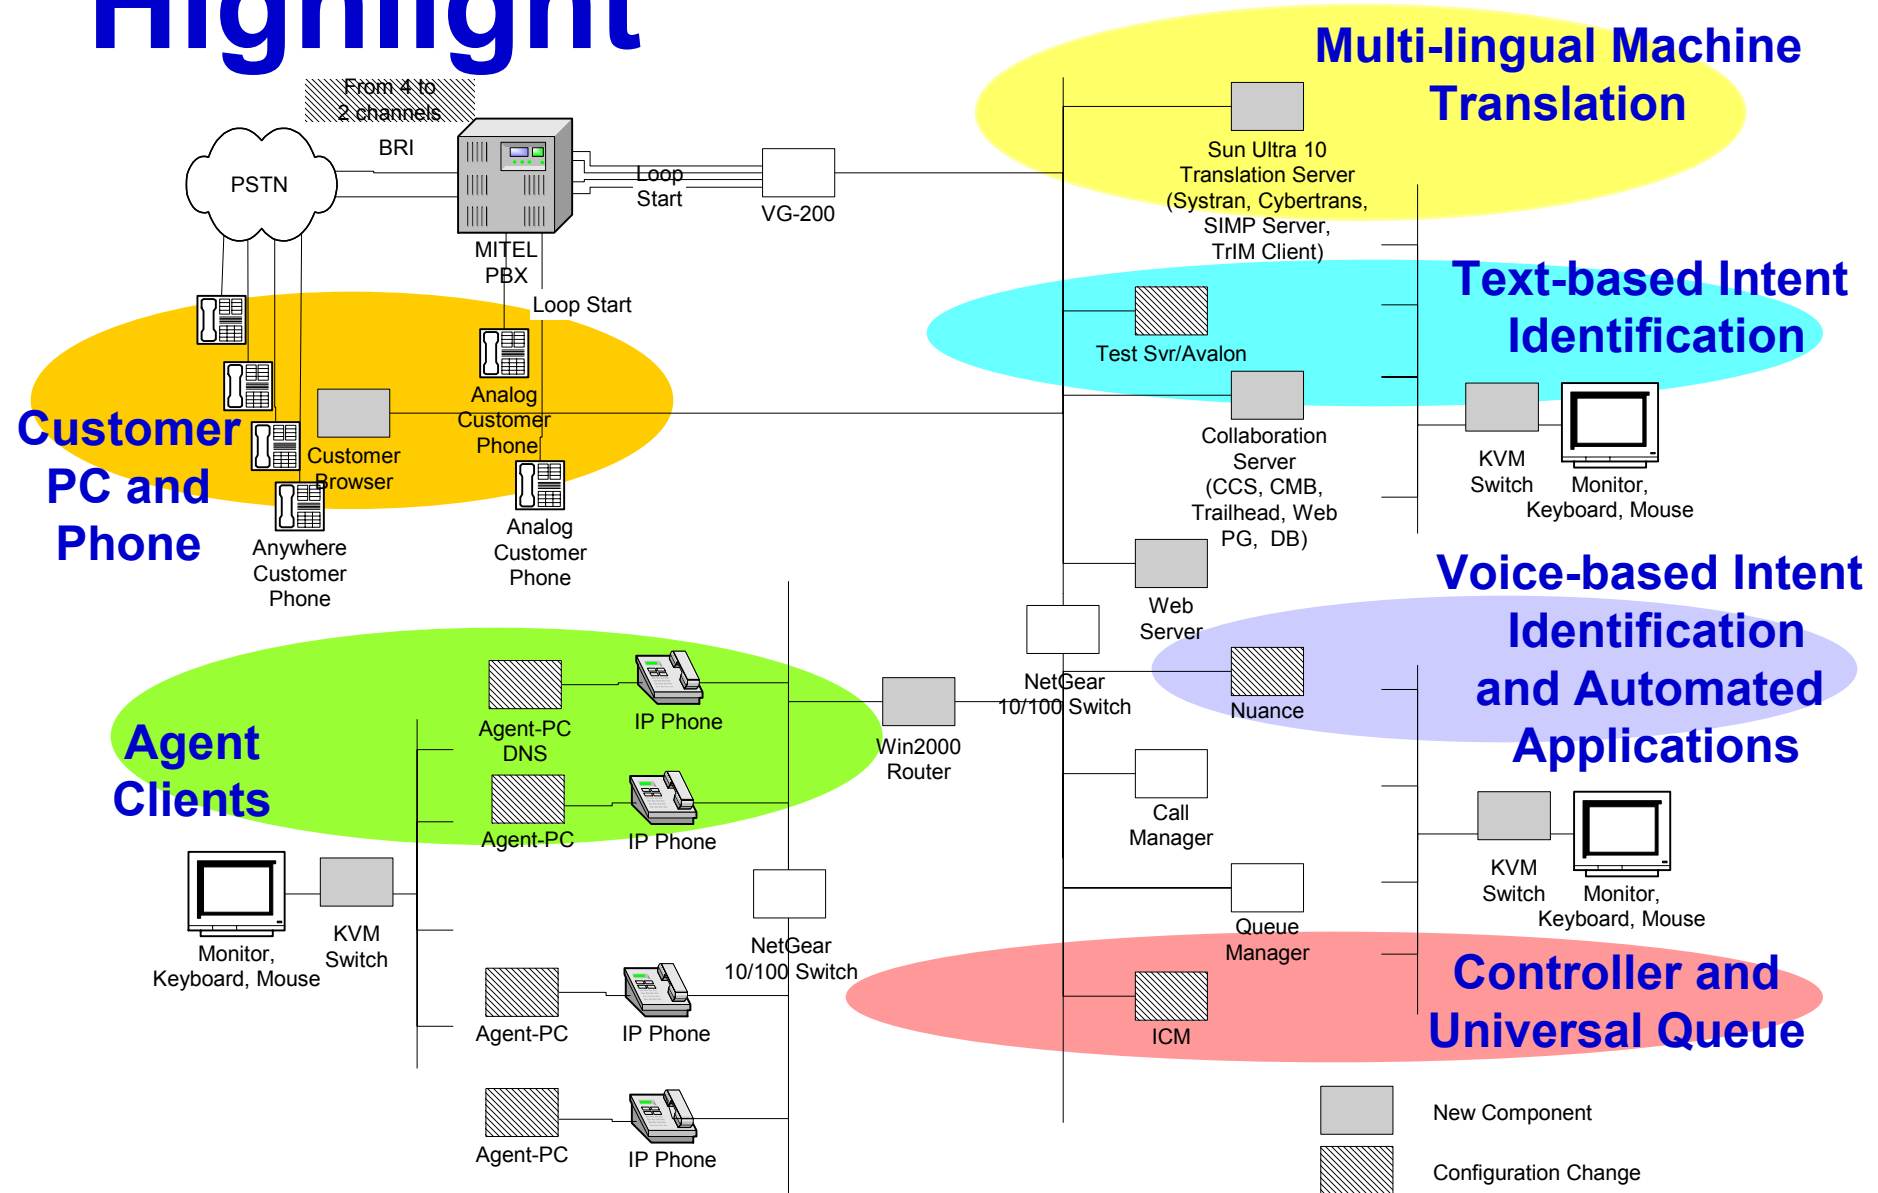 Highlight
From 4 to
2 channels
BRI
PSTN
MITEL
PBX
Loop
Start
VG-200
Loop Start
Multi-lingual Machine
Translation
Sun Ultra 10
Translation Server
(Systran, Cybertrans,
SIMP Server,
TrIM Client)
Text-based Intent
Identification
Test Svr/Avalon
Collaboration
Server
(CCS, CMB,
Trailhead, Web
PG, DB)
KVM
Switch
Monitor,
Keyboard, Mouse
Customer
PC and
Phone
Customer
Browser
Analog
Customer
Phone
Analog
Customer
Phone
Anywhere
Customer
Phone
Web
Server
NetGear
10/100 Switch
Voice-based Intent
Identification
and Automated
Applications
Nuance
Agent
Clients
Agent-PC
DNS
IP Phone
Agent-PC
IP Phone
Win2000
Router
Call
Manager
KVM
Switch
Monitor,
Keyboard, Mouse
Queue
Manager
Monitor,
Keyboard, Mouse
KVM
Switch
NetGear
10/100 Switch
Agent-PC
IP Phone
Controller and
Universal Queue
ICM
Agent-PC
IP Phone
New Component
Configuration Change